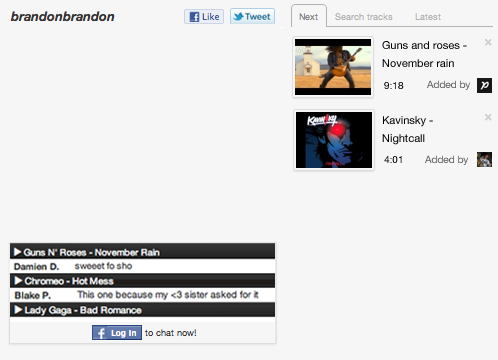 brandonbrandon
Like
Tweet
Next
Search tracks
Latest
Guns and roses -
November rain
9:18
Added by
Kavinsky -
Nightcall
4:01
Added by
Guns N' Roses - November Rain
Damien D. sweeet fo sho
Chromeo - Hot Mess
Blake P. This one because my <3 sister asked for it
Lady Gaga - Bad Romance
Log In to chat now!